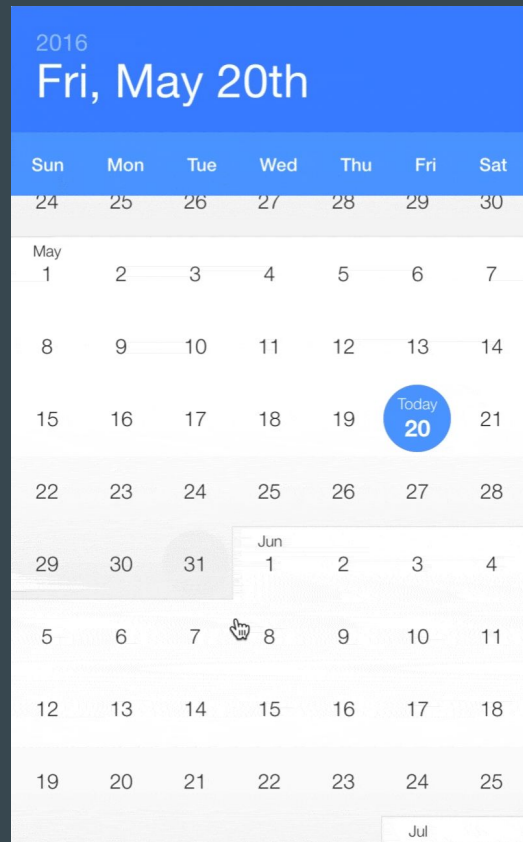 2016
Fri, May 20th
Sun Mon Tue Wed Thu Fri Sat
24 25 26 27 28 29 30
May
1 2 3 4 5 6 7
8 9 10 11 12 13 14
Today
15 16 17 18 19 20 21
22 23 24 25 26 27 28
Jun
29 30 31 1 2 3 4
5 6 7 8 9 10 11
12 13 14 15 16 17 18
19 20 21 22 23 24 25
Jul